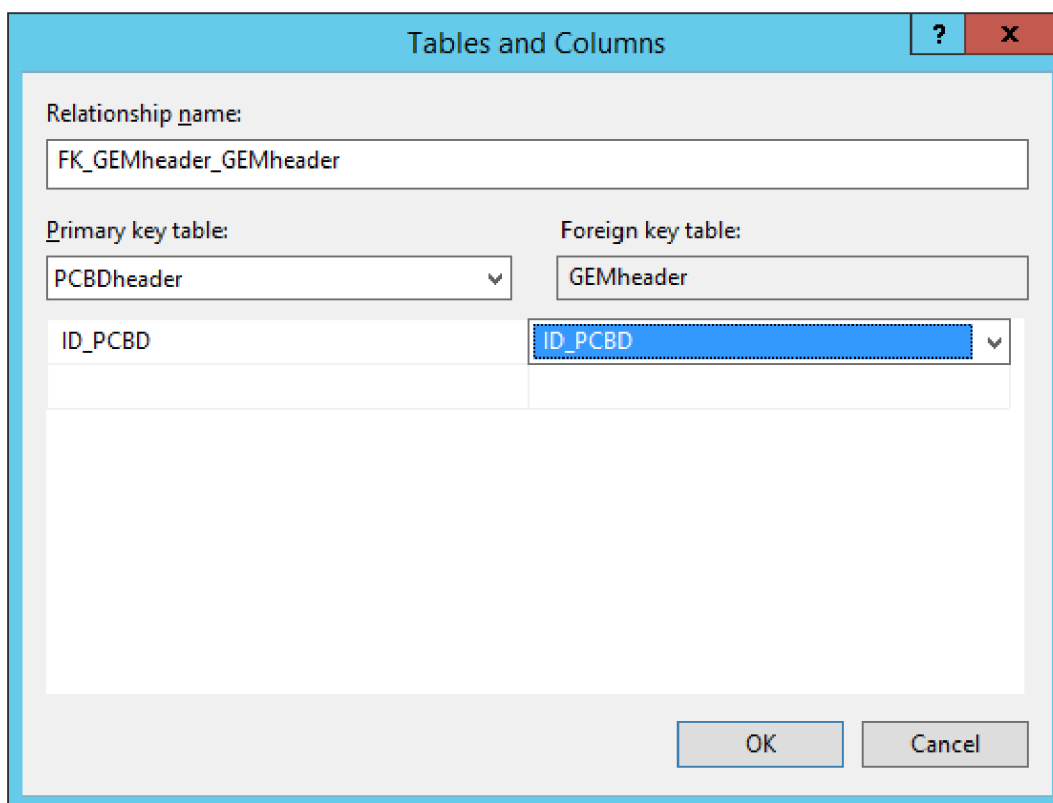 Tables and Columns
? x
Relationship name:
FK_GEMheader_GEMheader
Primary key table: Foreign key table:
PCBDheader GEMheader
ID_PCBD ID_PCBD
OK Cancel